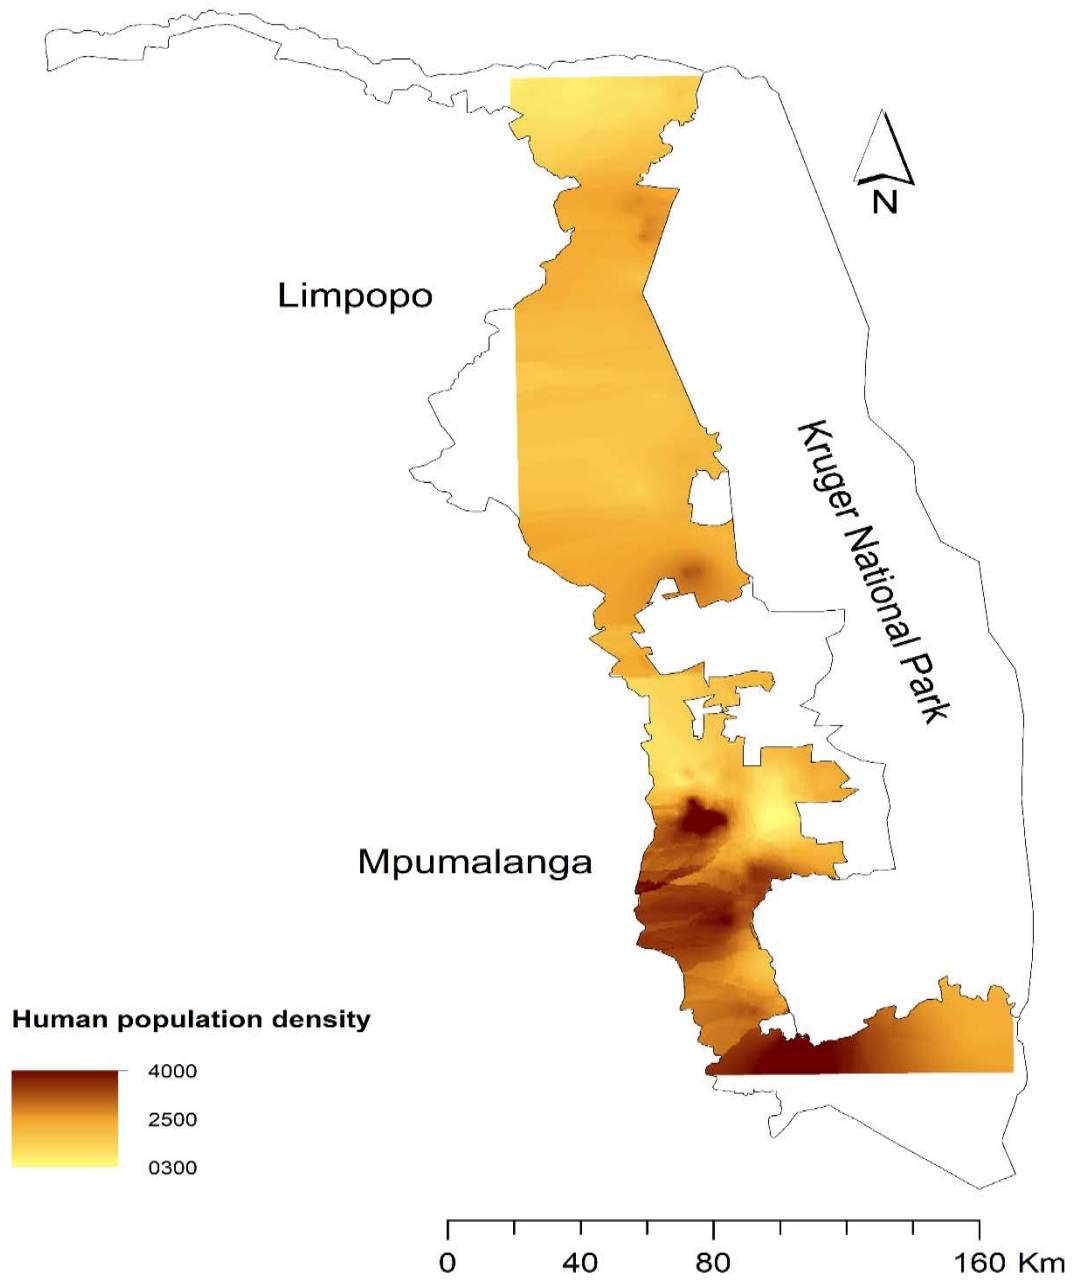 N
Limpopo
Kruger National Park
Mpumalanga
Human population density
4000
2500
0300
0 40 80 160 Km